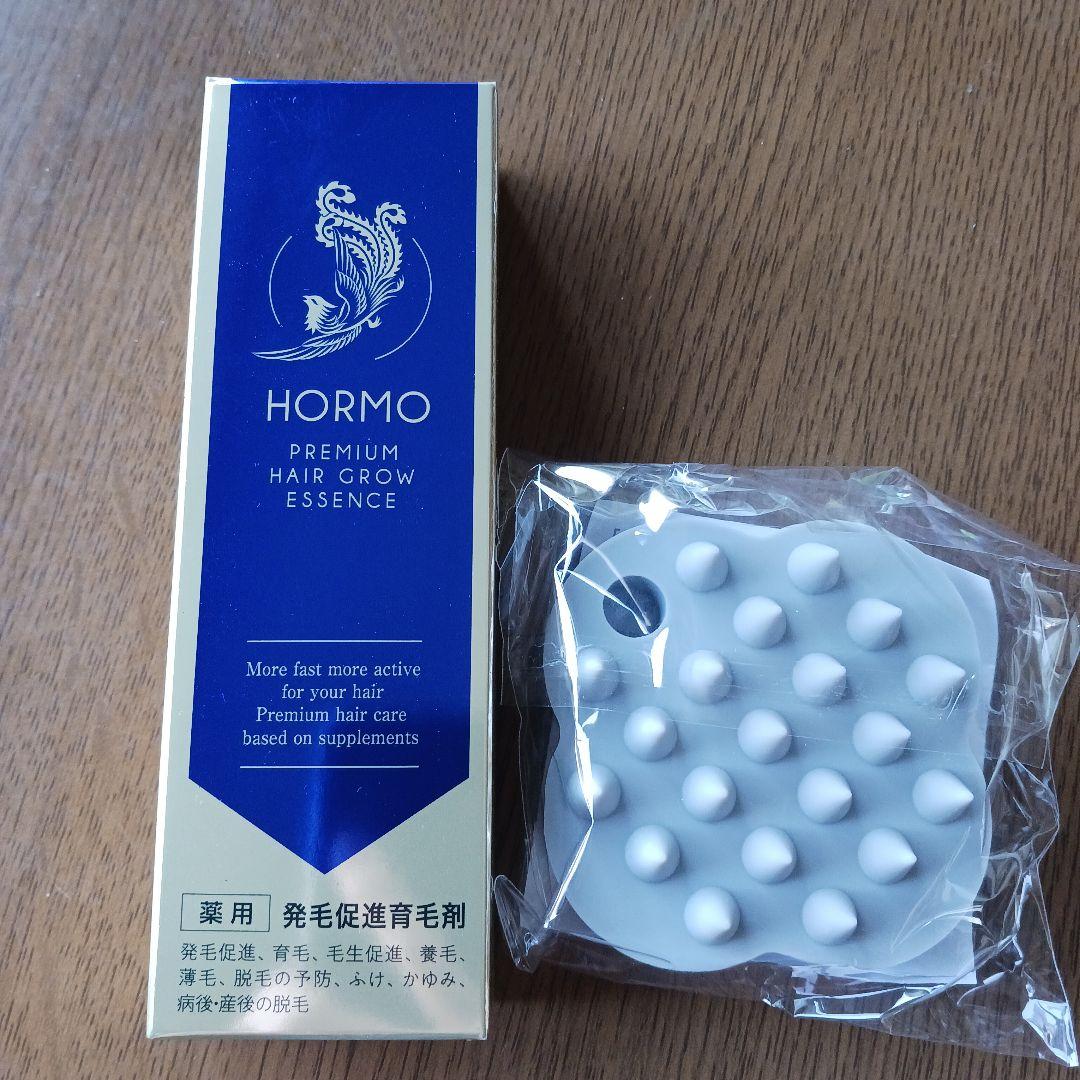 HORMO
PREMIUM
HAIR GROW
ESSENCE
More fast more active
for your hair
Premium hair care
based on supplements
薬用 発毛促進育毛剤
発毛促進、育毛、毛生促進、養毛、
薄毛、脱毛の予防、ふけ、かゆみ、
病後・産後の脱毛